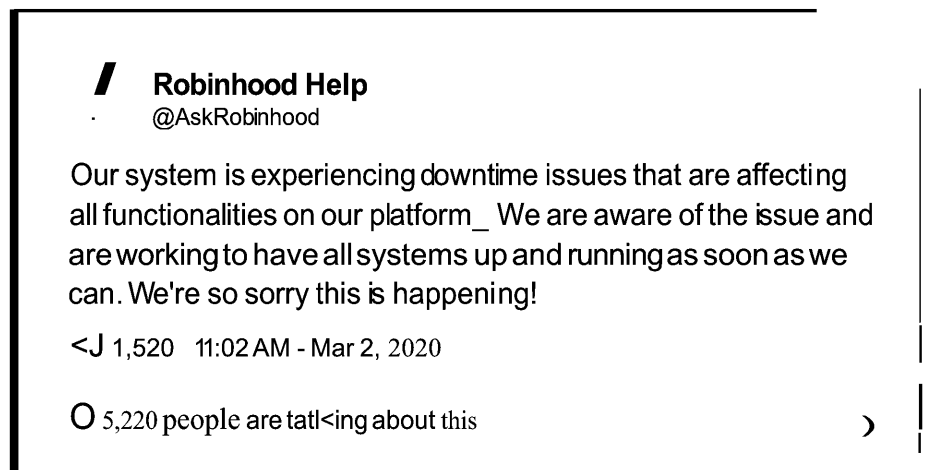 Robinhood Help
@AskRobinhood
Our system is experiencing downtime issues that are affecting
all functionalities on our platform_ We are aware of the issue and
are working to have all systems up and running as soon as we
can. We're so sorry this is happening!
<J 1,520 11:02 AM - Mar 2, 2020
O 5,220 people are tatl<ing about this